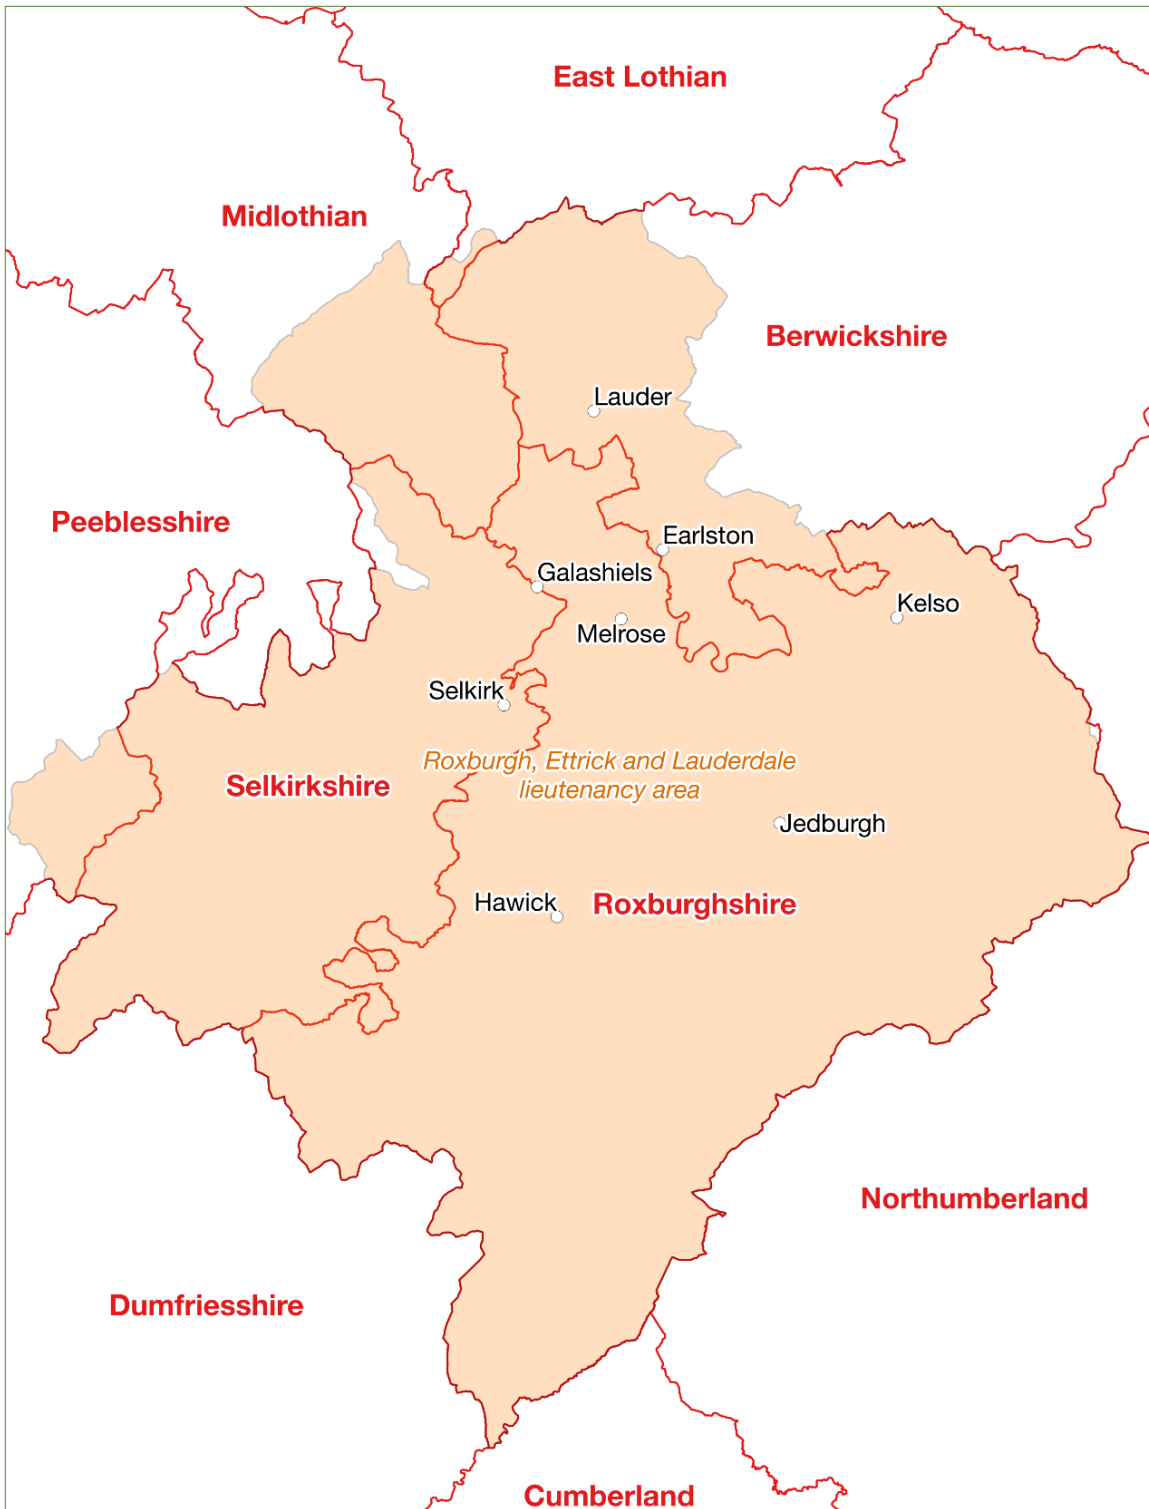 East Lothian
Midlothian
Berwickshire
Lauder
Peeblesshire
Earlston
Galashiels
Kelso
Melrose
Selkirk
Roxburgh, Ettrick and Lauderdale
lieutenancy area
Selkirkshire
Jedburgh
Hawick
Roxburghshire
Northumberland
Dumfriesshire
Cumberland